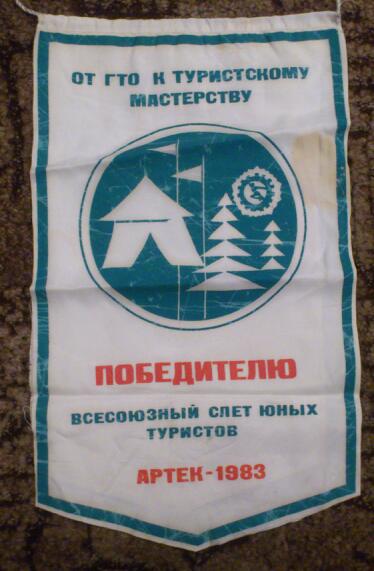 ОТ ГТО К ТУРИСТСКОМУ
МАСТЕРСТВУ
ПОБЕДИТЕЛЮ
ВСЕСОЮЗНЫЙ СЛЕТ ЮНЫХ
ТУРИСТОВ
АРТЕК-1983